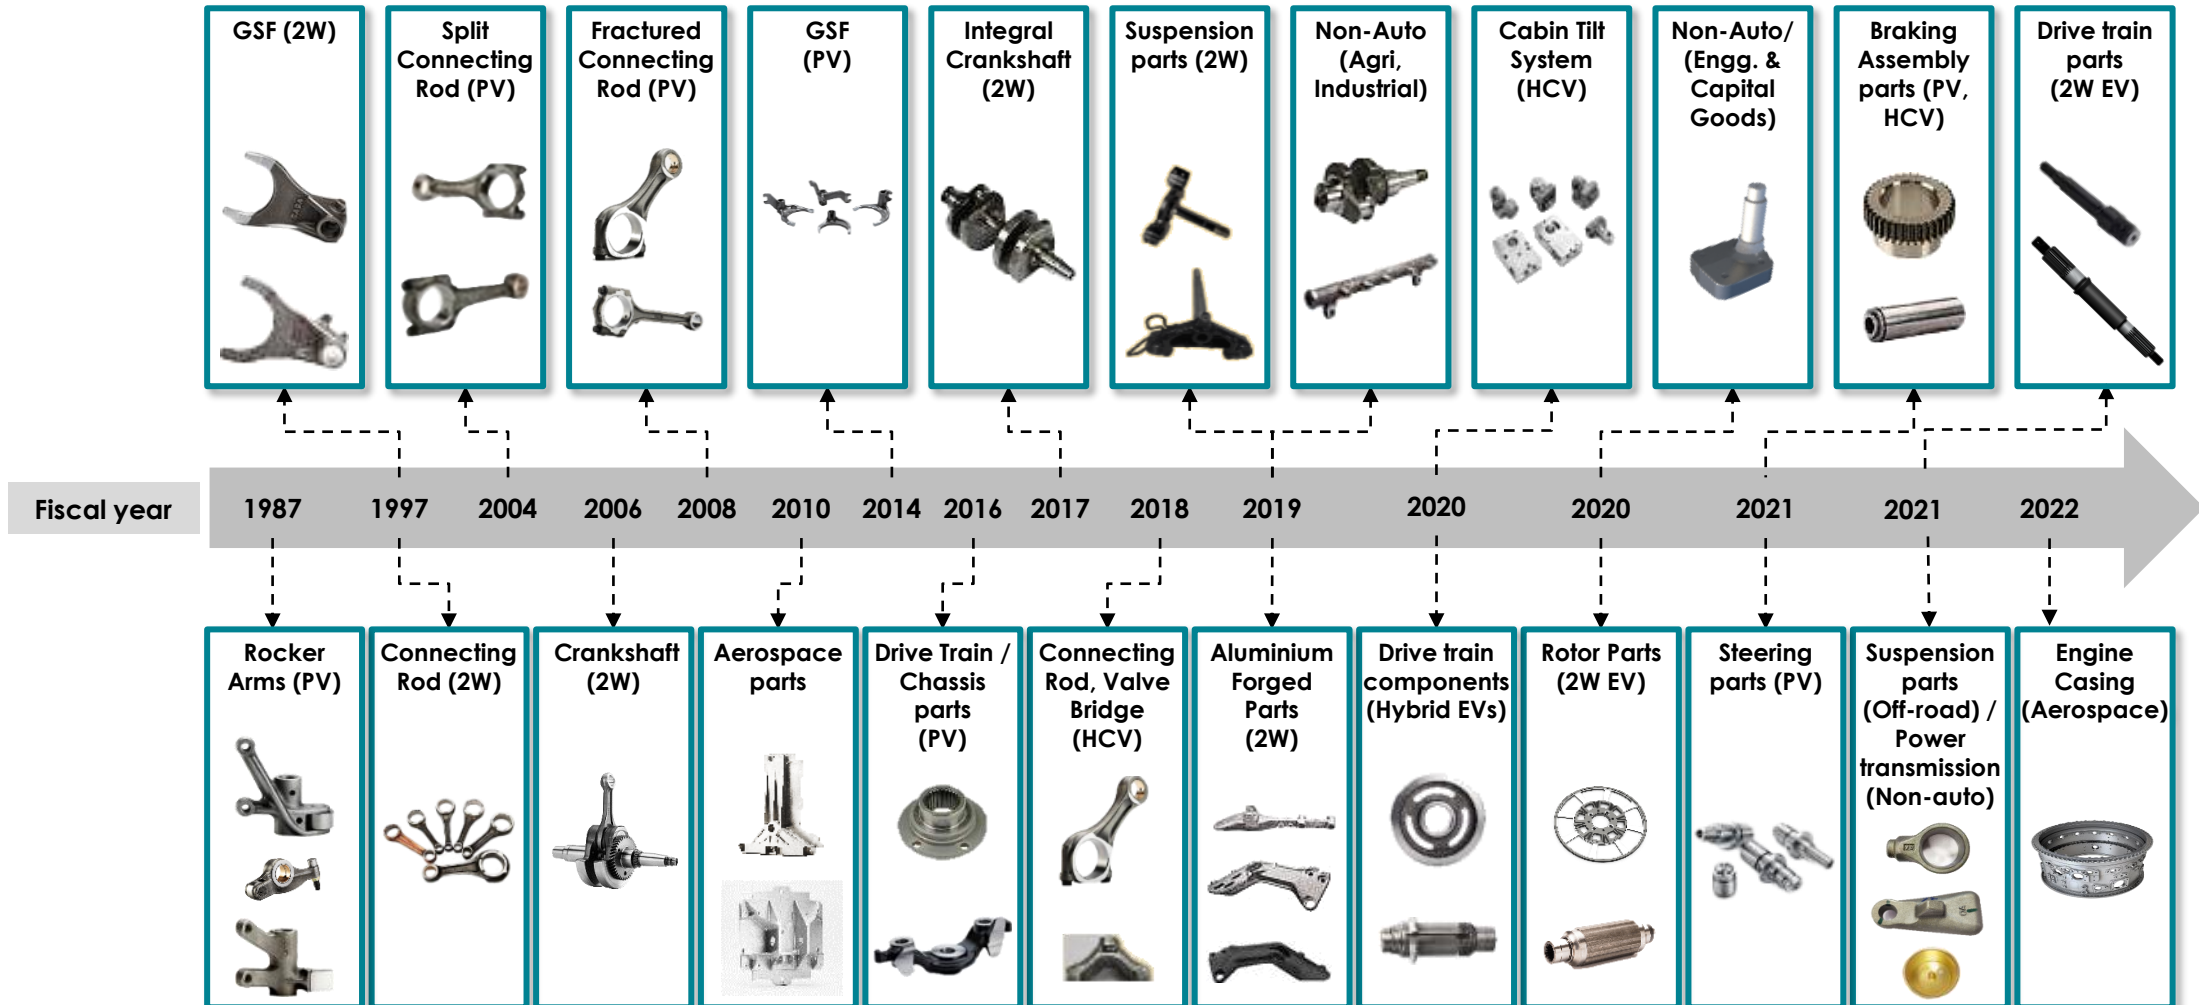 GSF (2W)
Split
Connecting
Rod (PV)
Fractured
Connecting
Rod (PV)
GSF
(PV)
Integral
Crankshaft
(2W)
Suspension
parts (2W)
Non-Auto
(Agri,
Industrial)
Cabin Tilt
System
(HCV)
Non-Auto/
(Engg. &
Capital
Goods)
Braking
Assembly
parts (PV,
HCV)
Drive train
parts
(2W EV)
Fiscal year
1987
1997
2004
2006
2008
2010
2014
2016
2017
2018
2019
2020
2020
2021
2021
2022
Rocker
Arms (PV)
Connecting
Rod (2W)
Crankshaft
(2W)
Aerospace
parts
Drive Train /
Chassis
parts
(PV)
Connecting
Rod, Valve
Bridge
(HCV)
Aluminium
Forged
Parts
(2W)
Drive train
components
(Hybrid EVs)
Rotor Parts
(2W EV)
Steering
parts (PV)
Suspension
parts
(Off-road) /
Power
transmission
(Non-auto)
Engine
Casing
(Aerospace)